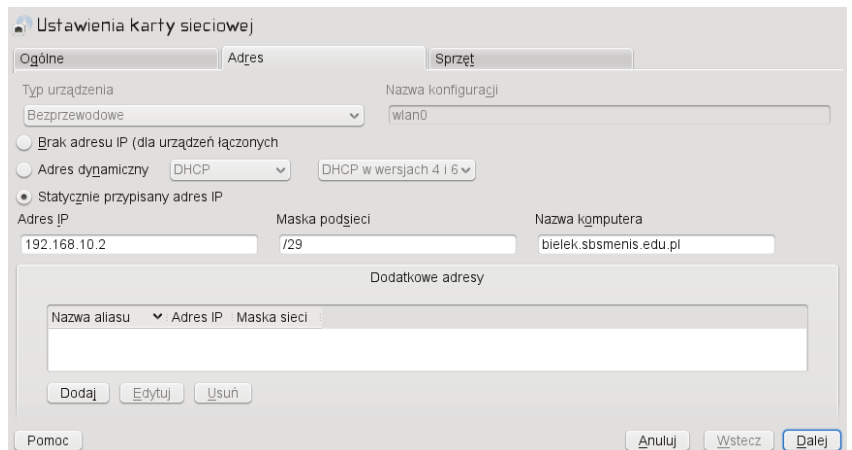 Ustawienia karty sieciowej
Ogólne Adres Sprzęt
Typ urządzenia Nazwa konfiguracji
Bezprzewodowe wlan0
Brak adresu IP (dla urządzeń łączonych
Adres dynamiczny DHCP DHCP w wersjach 4 i 6
Statycznie przypisany adres IP
Adres IP Maska podsieci Nazwa komputera
192.168.10.2 /29 bielek.sbsmenis.edu.pl
Dodatkowe adresy
Nazwa aliasu Adres IP Maska sieci
Dodaj Edytuj Usuń
Pomoc Anuluj Wstecz Dalej